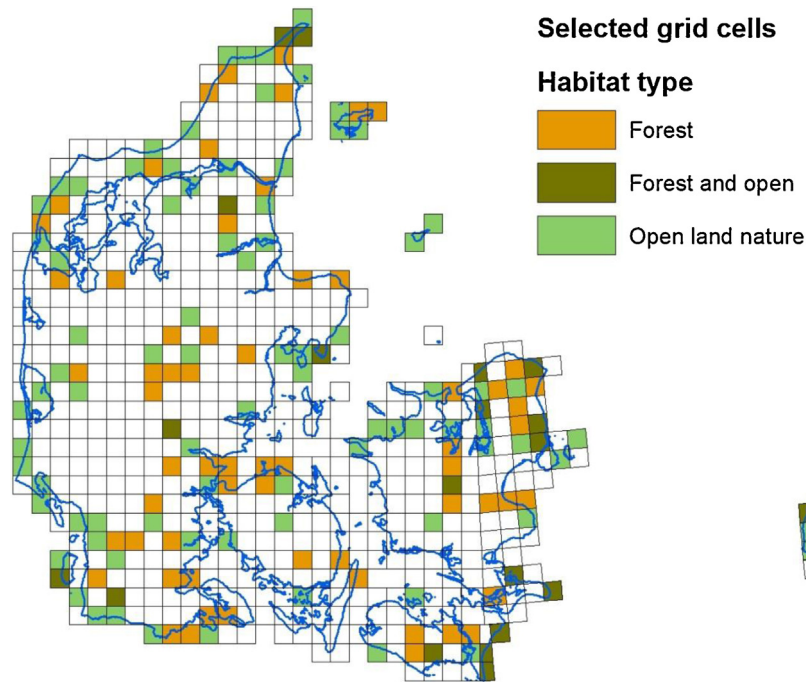 Selected grid cells
Habitat type
Forest
Forest and open
Open land nature